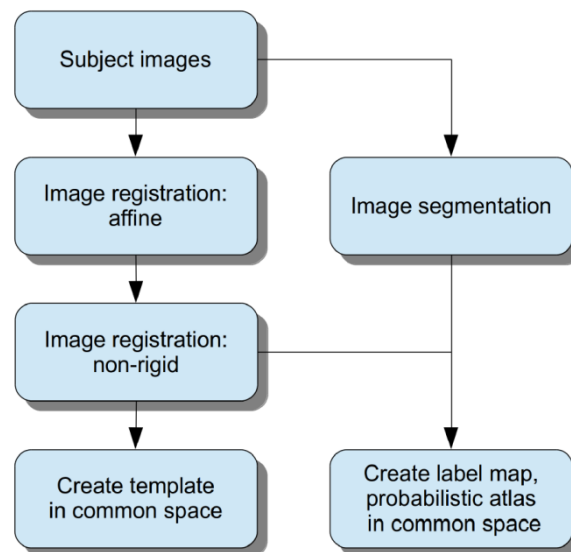 Subject images
Image registration:
affine
Image segmentation
Image registration:
non-rigid
Create template
in common space
Create label map,
probabilistic atlas
in common space